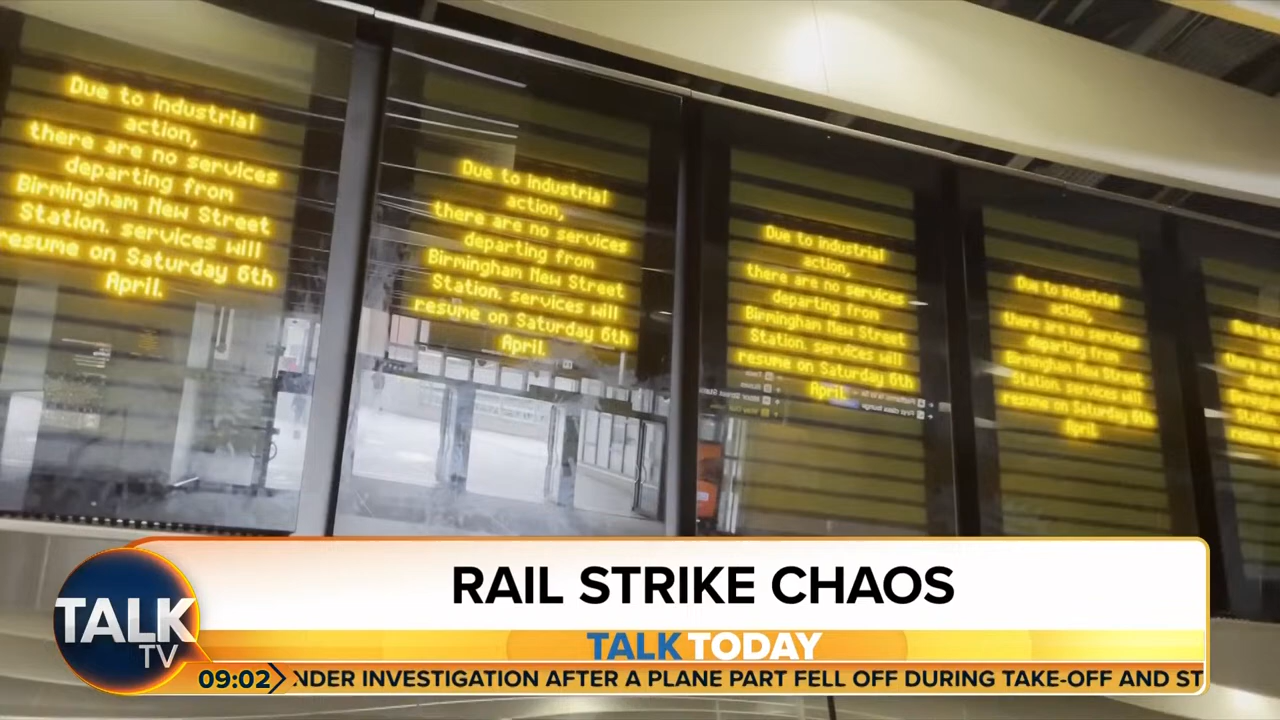 Due to industrial
action,
there are no services
departing from
Birmingham New Street
Station. services will
resume on Saturday 6th
April.
Due to industrial
action,
there are no services
departing from
Birmingham New Street
Station. services will
resume on Saturday 6th
April.
Due to industrial
action,
there are no services
departing from
Birmingham New Street
Station. services will
resume on Saturday 6th
April.
Due to industrial
action,
there are no services
departing from
Birmingham New Street
Station. services will
resume on Saturday 6th
April.
RAIL STRIKE CHAOS
TALK TODAY
TALK
TV
09:02
NDER INVESTIGATION AFTER A PLANE PART FELL OFF DURING TAKE-OFF AND ST